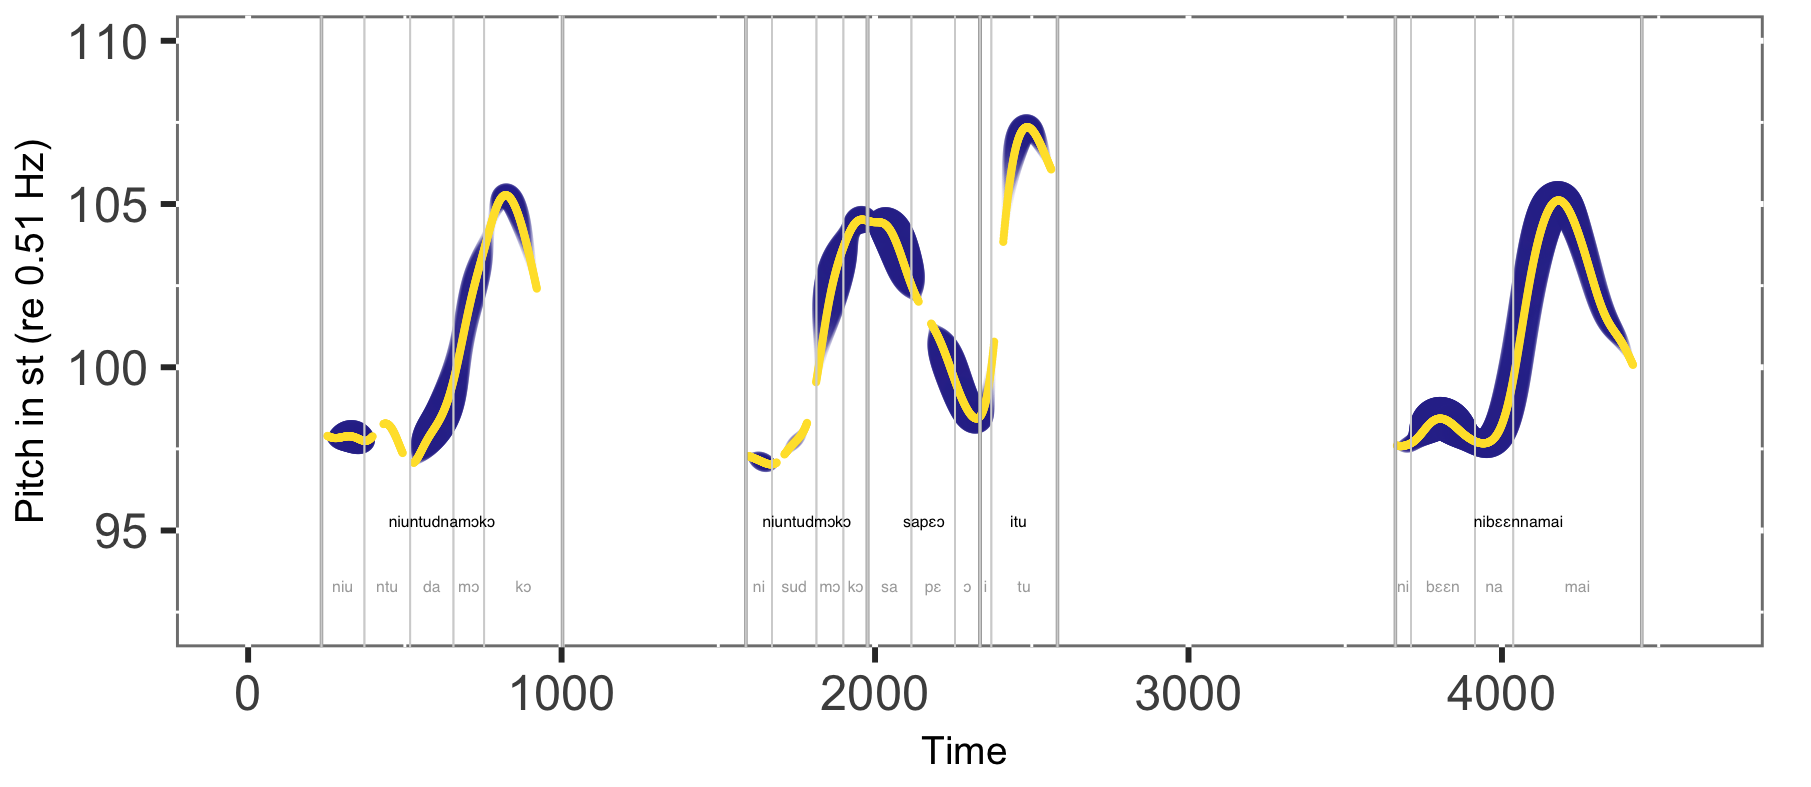 Pitch in st (re 0.51 Hz)
110
105
100
95
niuntudnamɔkɔ niuntudmɔkɔ sapɛɔ itu nibɛɛnnamai
niu ntu da mɔ kɔ ni sud mɔ kɔ sa pɛ ɔ i tu ni bɛɛn na mai
0 1000 2000 3000 4000
Time